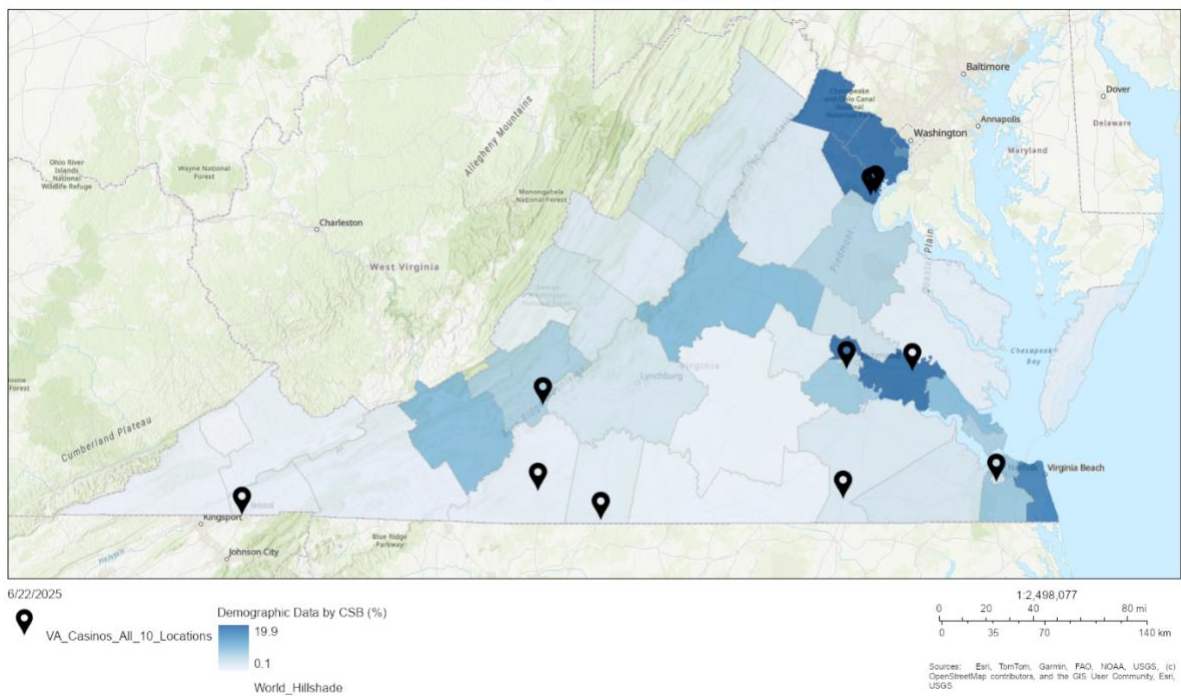 Baltimore
Chesapeake
and Ohio Canal
National
Dover
Annapolis
Delaware
Washington
Maryland
Ohio River
Islands
National
Wildlife Refuge
Wayne National
Forest
Allegheny Mountains
Monongahela
National Forest
Charleston
West Virginia
Piedmont
Plain
Chesapeake
Bay
Virginia
Lynchburg
Forest
Cumberland Plateau
Virginia Beach
Kingsport
Johnson City
Blue Ridge
Parkway
6/22/2025
VA_Casinos_All_10_Locations
Demographic Data by CSB (%)
19.9
0.1
World_Hillshade
1:2,498,077
0 20 40 80 mi
0 35 70 140 km
Sources: Esri, TomTom, Garmin, FAO, NOAA, USGS, (c)
OpenStreetMap contributors, and the GIS User Community, Esri,
USGS